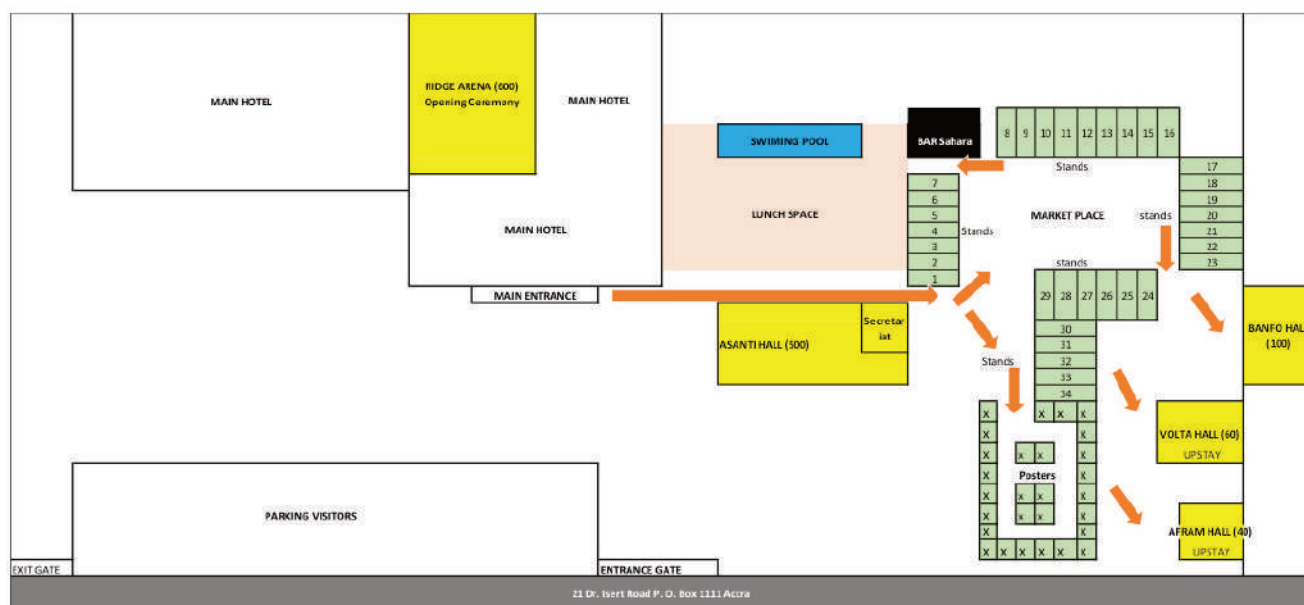 MAIN HOTEL
RIDGE ARENA (600)
Opening Ceremony
MAIN HOTEL
MAIN HOTEL
SWIMING POOL
LUNCH SPACE
MAIN ENTRANCE
BAR Sahara
8 9 10 11 12 13 14 15 16
Stands
7
6
5
4
3
2
1
Stands
MARKET PLACE
stands
17
18
19
20
21
22
23
stands
29 28 27 26 25 24
30
31
32
33
34
Stands
ASANTI HALL (500)
Secretar
iat
BANFO HALL
(100)
VOLTA HALL (60)
UPSTAY
AFRAM HALL (40)
UPSTAY
X X X X
X X
X X X X
Posters
X X
X X X X
X X X X
X X
X X X X X X
PARKING VISITORS
EXIT GATE
ENTRANCE GATE
21 Dr. Isert Road P. O. Box 1111 Accra